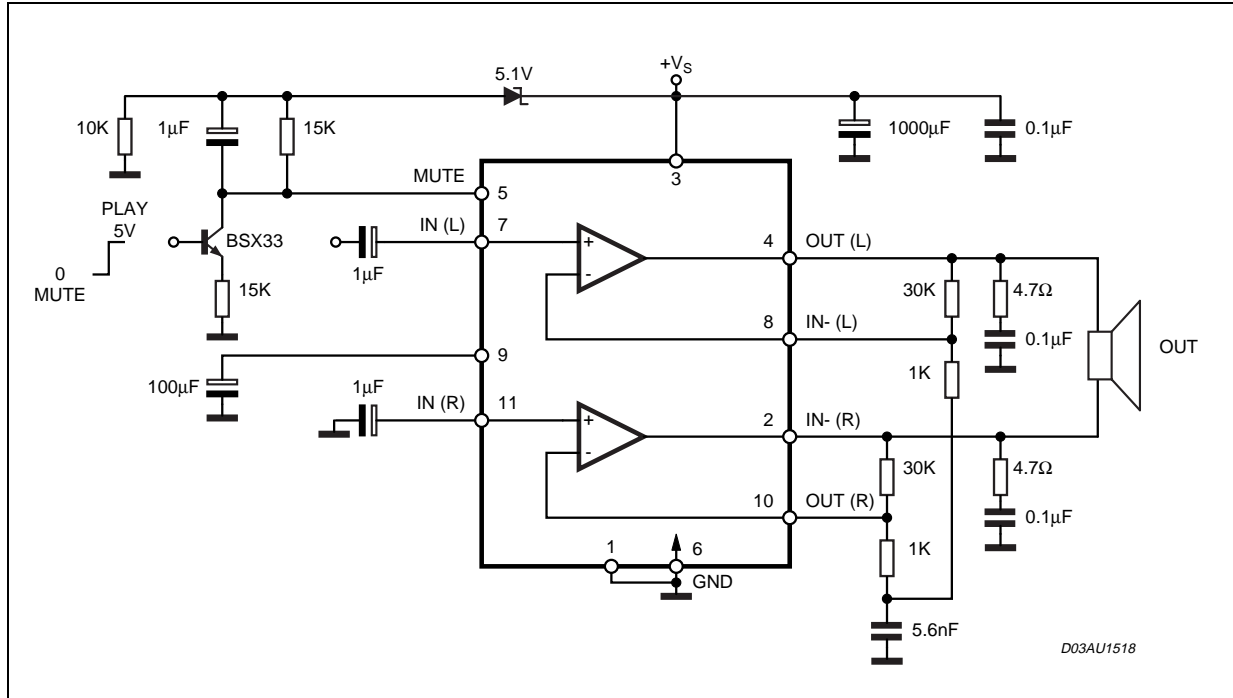 +VS
5.1V
10K
1µF
15K
1000µF
0.1µF
MUTE
3
5
PLAY
5V
IN (L)
7
4
OUT (L)
BSX33
1µF
0
MUTE
15K
30K
4.7Ω
8
IN- (L)
0.1µF
OUT
9
1K
100µF
1µF
IN (R)
11
2
IN- (R)
30K
4.7Ω
10
OUT (R)
0.1µF
1
6
1K
GND
5.6nF
D03AU1518
+
-
+
-